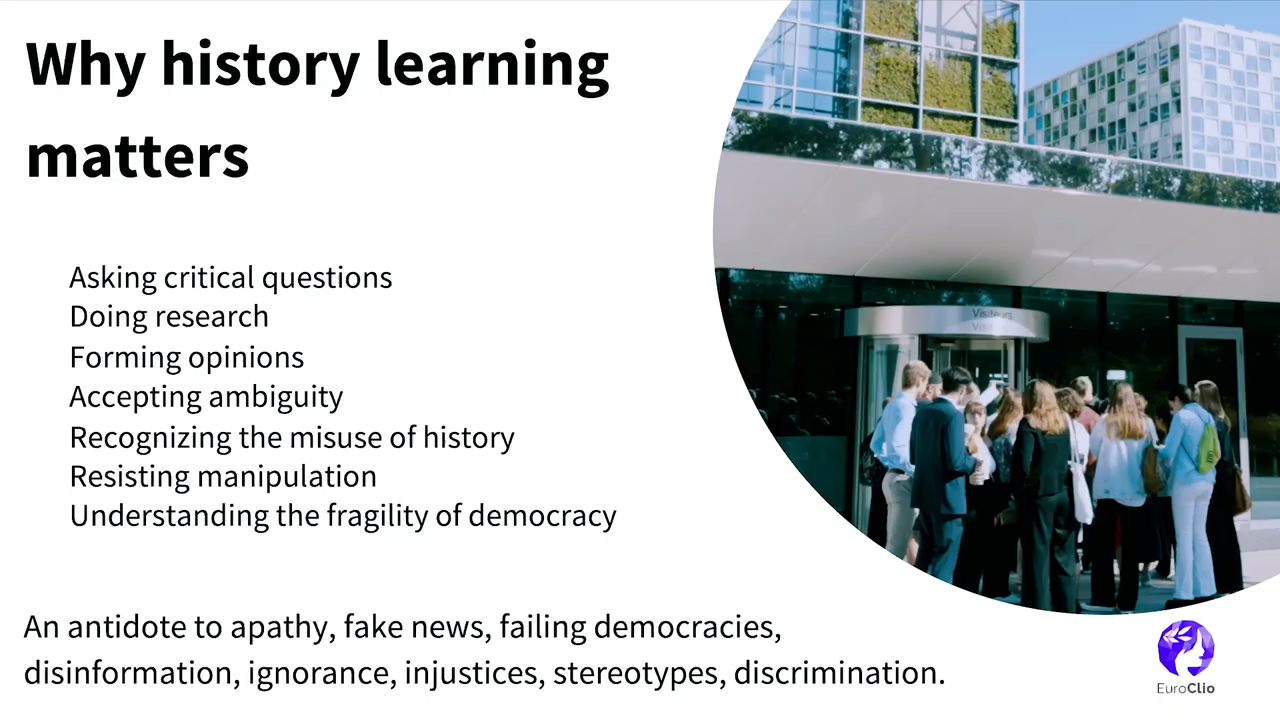 Why history learning
matters
Asking critical questions
Doing research
Forming opinions
Accepting ambiguity
Recognizing the misuse of history
Resisting manipulation
Understanding the fragility of democracy
An antidote to apathy, fake news, failing democracies,
disinformation, ignorance, injustices, stereotypes, discrimination.
Visiteurs
EuroClio